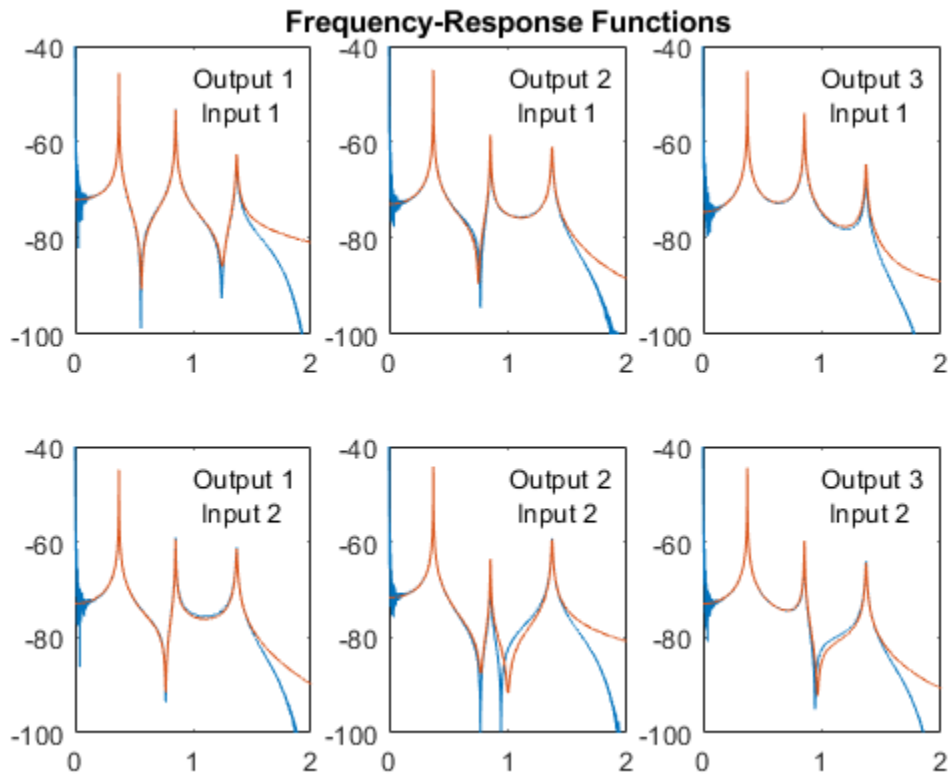 Frequency-Response Functions
-40 -40 -40
Output 1 Output 2 Output 3
Input 1 Input 1 Input 1
-60 -60 -60
-80 -80 -80
-100 -100 -100
0 1 2 0 1 2 0 1 2
-40 -40 -40
Output 1 Output 2 Output 3
Input 2 Input 2 Input 2
-60 -60 -60
-80 -80 -80
-100 -100 -100
0 1 2 0 1 2 0 1 2